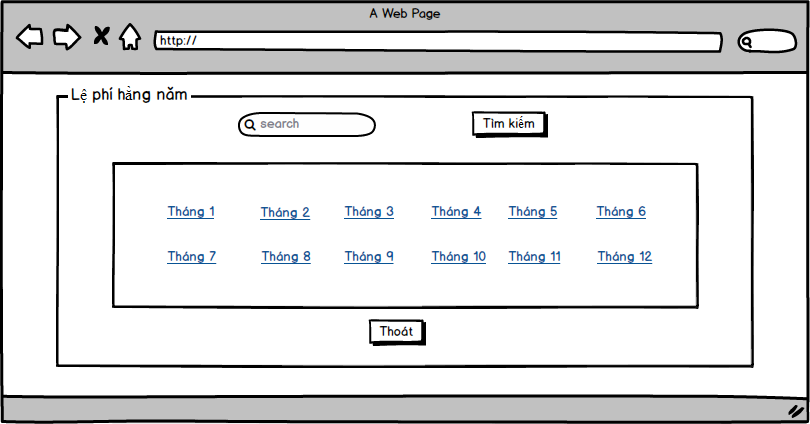 A Web Page
http://
Lệ phí hằng năm
search
Tìm kiếm
Tháng 1 Tháng 2 Tháng 3 Tháng 4 Tháng 5 Tháng 6
Tháng 7 Tháng 8 Tháng 9 Tháng 10 Tháng 11 Tháng 12
Thoát